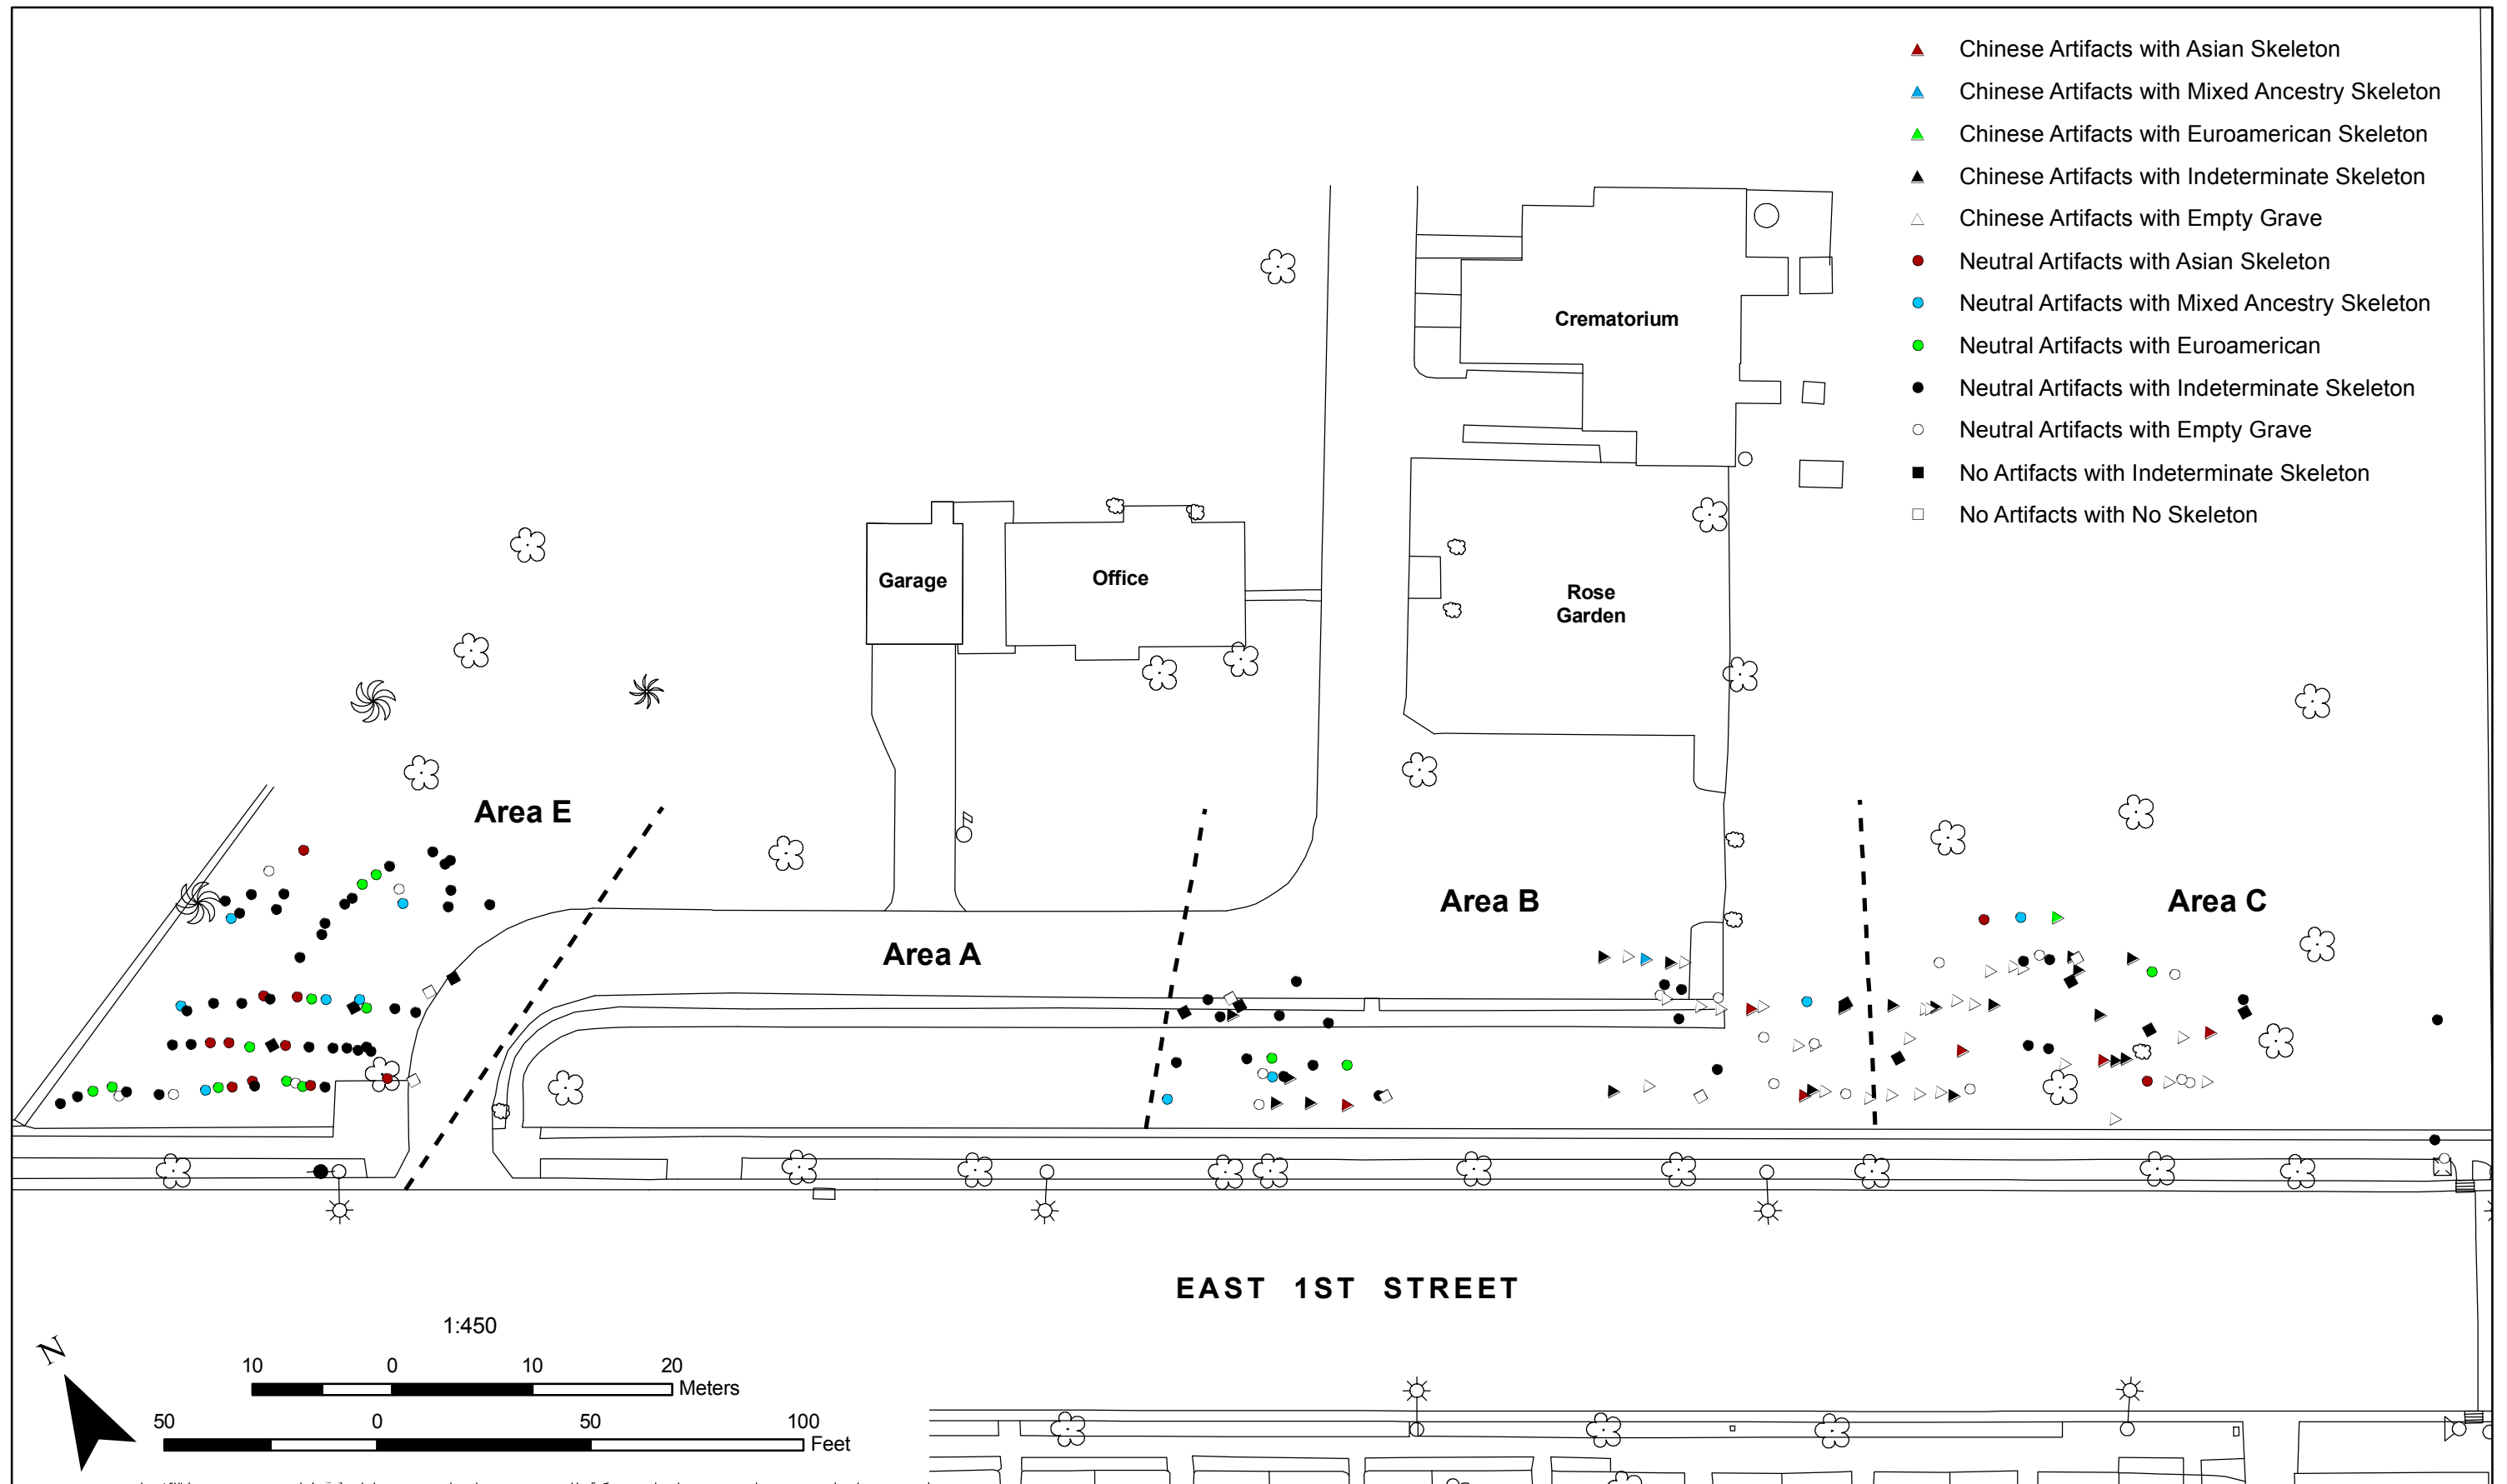 Chinese Artifacts with Asian Skeleton
Chinese Artifacts with Mixed Ancestry Skeleton
Chinese Artifacts with Euroamerican Skeleton
Chinese Artifacts with Indeterminate Skeleton
Chinese Artifacts with Empty Grave
Neutral Artifacts with Asian Skeleton
Neutral Artifacts with Mixed Ancestry Skeleton
Neutral Artifacts with Euroamerican
Neutral Artifacts with Indeterminate Skeleton
Neutral Artifacts with Empty Grave
No Artifacts with Indeterminate Skeleton
No Artifacts with No Skeleton
Crematorium
Garage
Office
Rose
Garden
Area E
Area A
Area B
Area C
EAST 1ST STREET
N
1:450
10 0 10 20
Meters
50 0 50 100
Feet